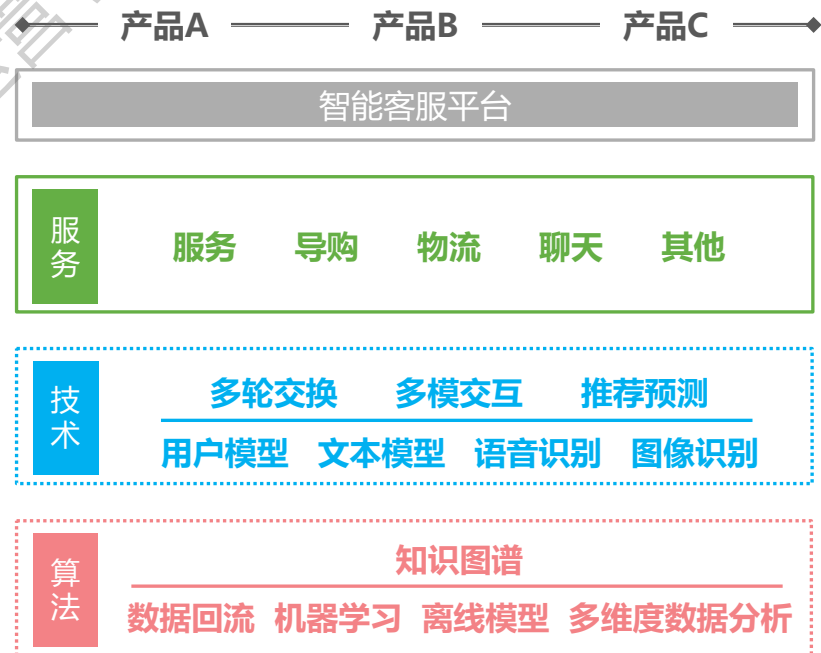 产品A 产品B 产品C
智能客服平台
服务
服务 导购 物流 聊天 其他
技术
多轮交换 多模交互 推荐预测
用户模型 文本模型 语音识别 图像识别
算法
知识图谱
数据回流 机器学习 离线模型 多维度数据分析